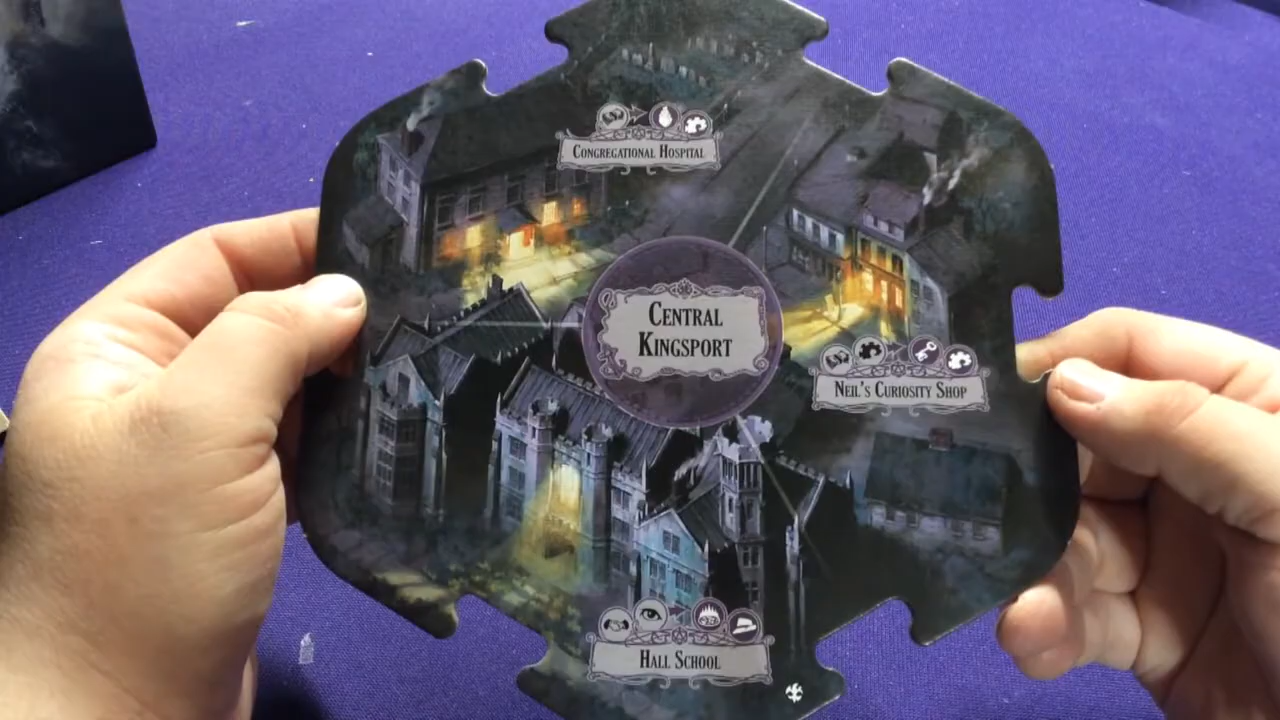 Congregational Hospital
Central
Kingsport
Neil's Curiosity Shop
Hall School